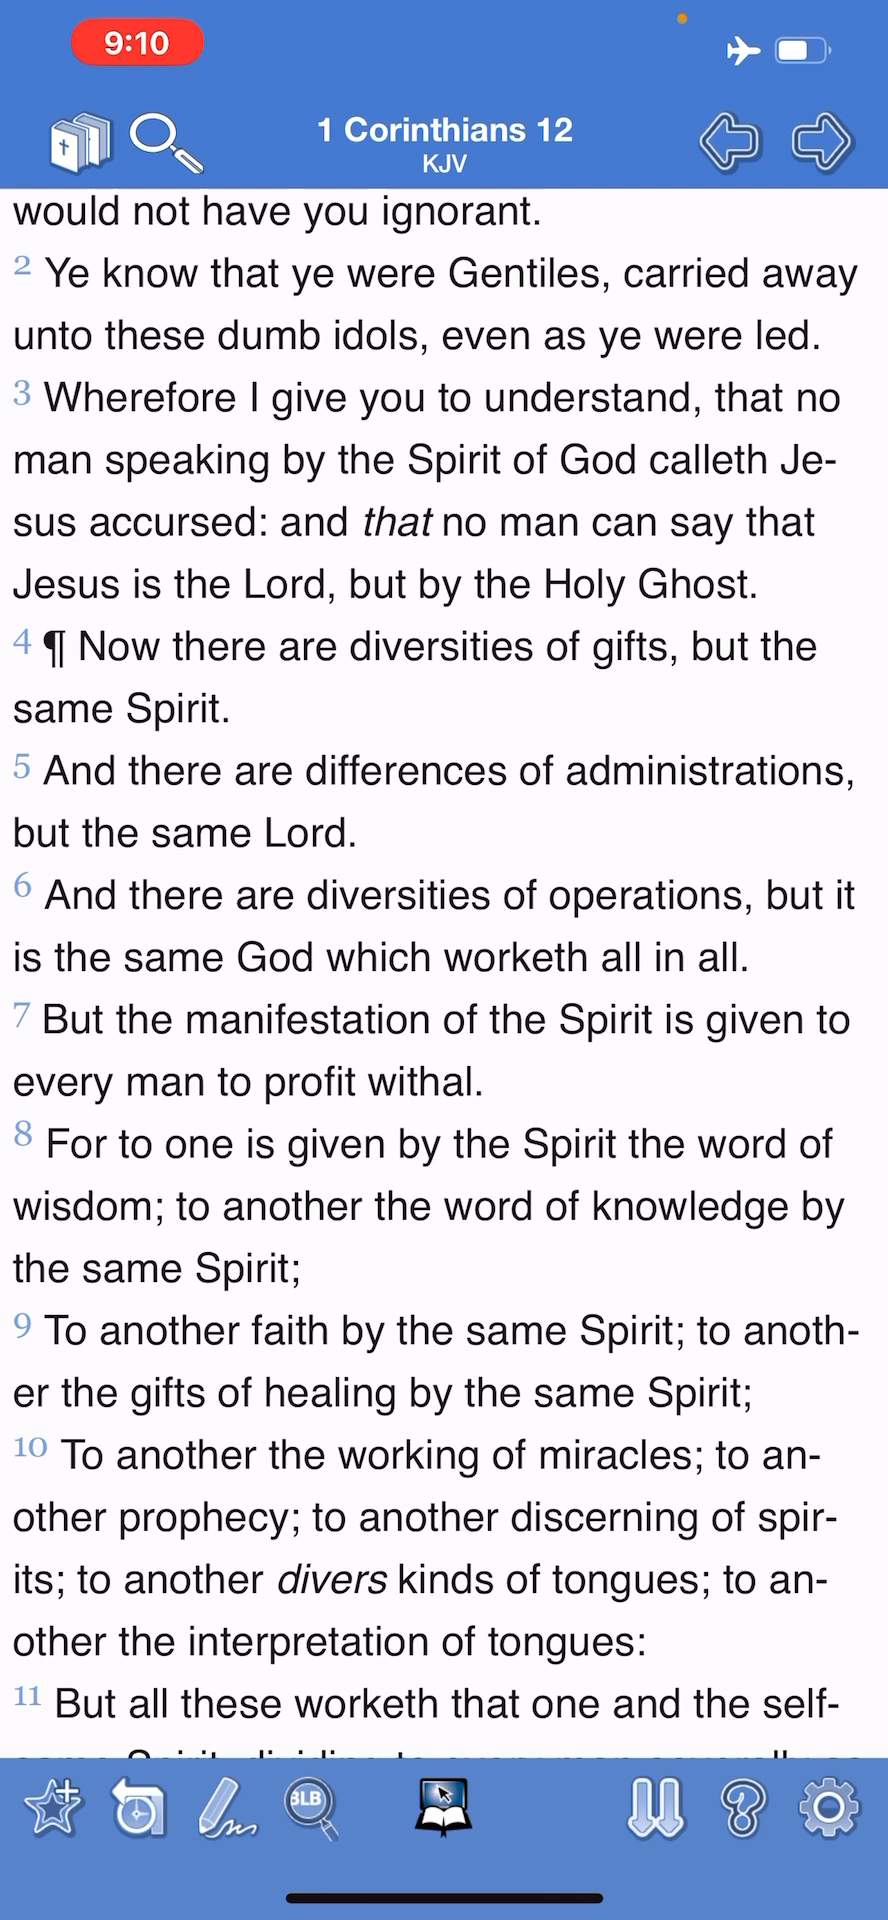 9:10
1 Corinthians 12
KJV
would not have you ignorant.
2 Ye know that ye were Gentiles, carried away
unto these dumb idols, even as ye were led.
3 Wherefore I give you to understand, that no
man speaking by the Spirit of God calleth Je-
sus accursed: and that no man can say that
Jesus is the Lord, but by the Holy Ghost.
4 ¶ Now there are diversities of gifts, but the
same Spirit.
5 And there are differences of administrations,
but the same Lord.
6 And there are diversities of operations, but it
is the same God which worketh all in all.
7 But the manifestation of the Spirit is given to
every man to profit withal.
8 For to one is given by the Spirit the word of
wisdom; to another the word of knowledge by
the same Spirit;
9 To another faith by the same Spirit; to anoth-
er the gifts of healing by the same Spirit;
10 To another the working of miracles; to an-
other prophecy; to another discerning of spir-
its; to another divers kinds of tongues; to an-
other the interpretation of tongues:
11 But all these worketh that one and the self-
BLB